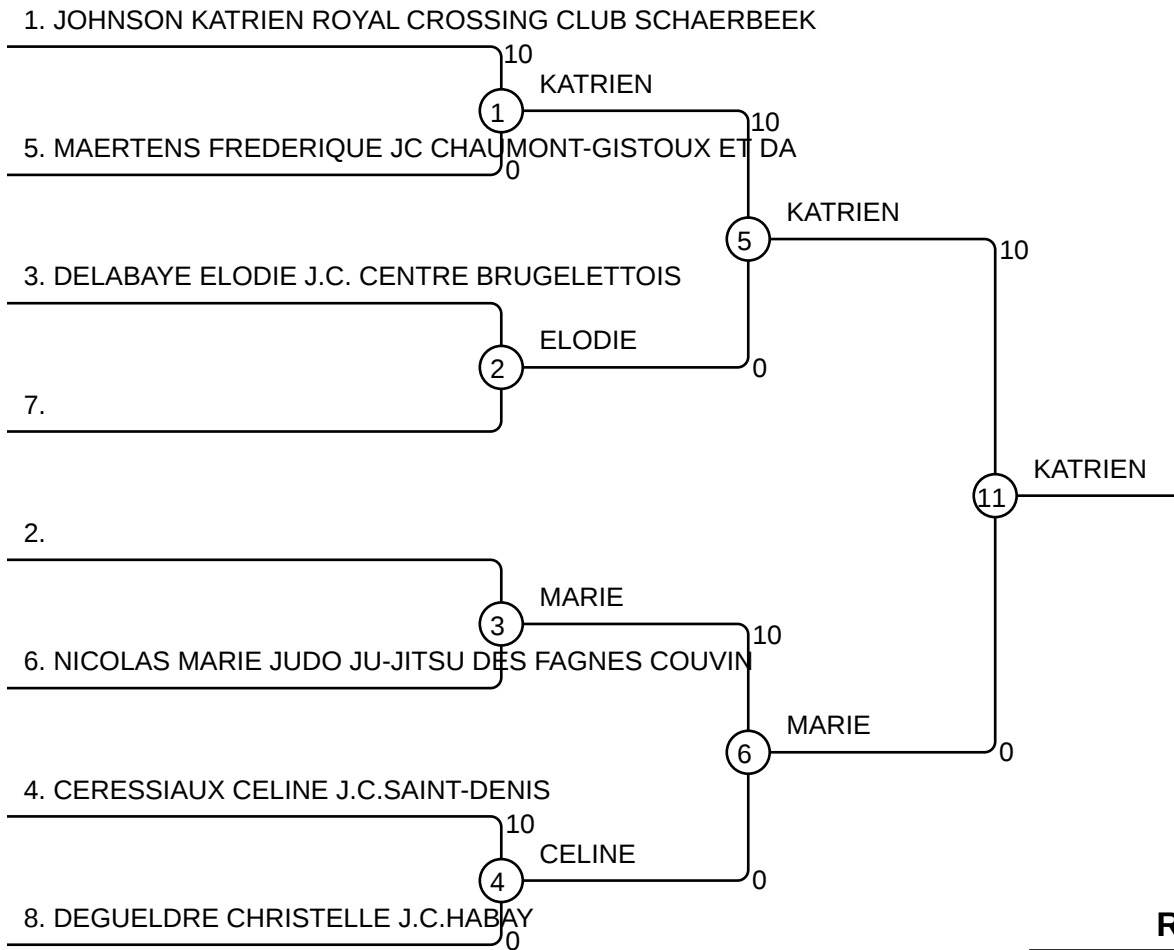 1. JOHNSON KATRIEN ROYAL CROSSING CLUB SCHAERBEEK
10
KATRIEN
1
10
5. MAERTENS FREDERIQUE JC CHAUMONT-GISTOUX ET DA
0
KATRIEN
5
10
3. DELABAYE ELODIE J.C. CENTRE BRUGELETTOIS
ELODIE
2
0
7.
KATRIEN
11
2.
MARIE
3
10
6. NICOLAS MARIE JUDO JU-JITSU DES FAGNES COUVIN
MARIE
6
0
4. CERESSIAUX CELINE J.C.SAINT-DENIS
10
CELINE
4
0
8. DEGUELDRE CHRISTELLE J.C.HABAY
0
R